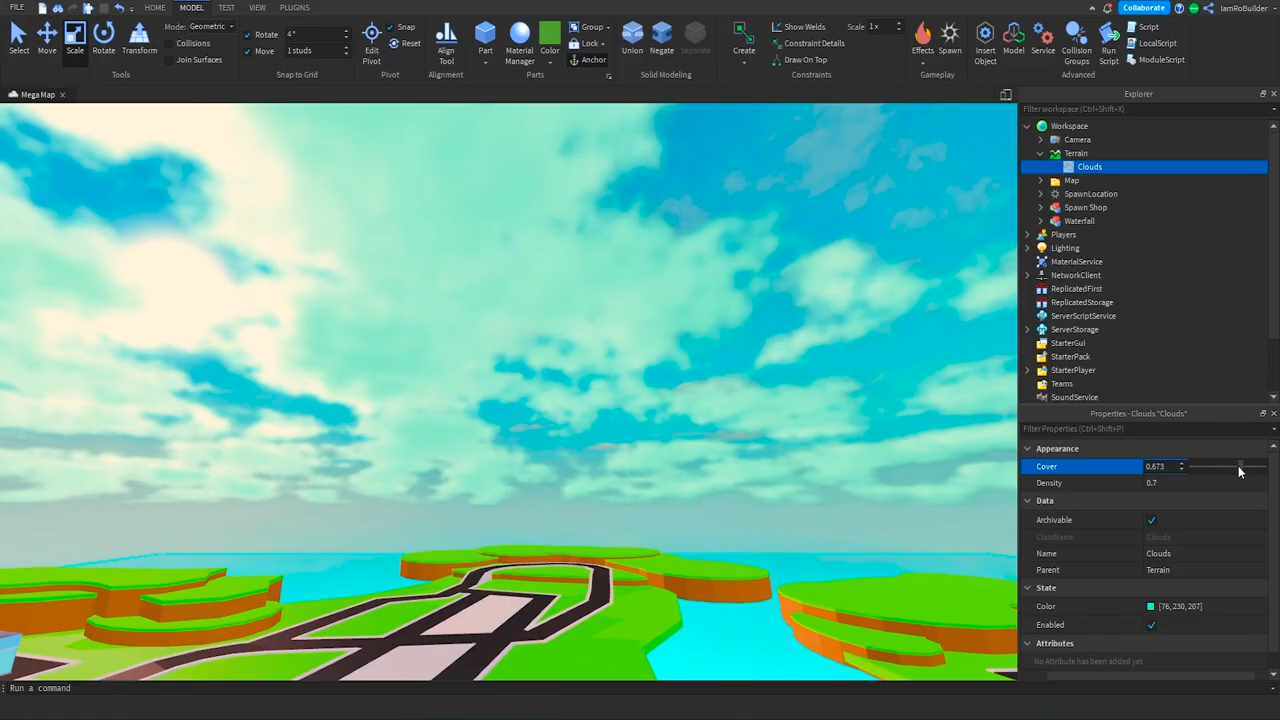 FILE HOME MODEL TEST VIEW PLUGINS Collaborate IamRoBuilder
Select Move Scale Rotate Transform
Mode: Geometric
Collisions
Join Surfaces
Tools
Rotate 4°
Move 1 studs
Snap to Grid
Edit Pivot
Snap
Reset
Pivot
Align Tool
Alignment
Part Material Manager Color
Group
Lock
Anchor
Parts
Union Negate Separate
Solid Modeling
Create
Show Welds Scale 1x
Constraint Details
Draw On Top
Constraints
Effects Spawn
Gameplay
Insert Object Model Service Collision Groups Run Script
Script
LocalScript
ModuleScript
Advanced
Mega Map
Explorer
Filter workspace (Ctrl+Shift+X)
Workspace
Camera
Terrain
Clouds
Map
SpawnLocation
Spawn Shop
Waterfall
Players
Lighting
MaterialService
NetworkClient
ReplicatedFirst
ReplicatedStorage
ServerScriptService
ServerStorage
StarterGui
StarterPack
StarterPlayer
Teams
SoundService
Properties - Clouds "Clouds"
Filter Properties (Ctrl+Shift+P)
Appearance
Cover 0.673
Density 0.7
Data
Archivable
ClassName Clouds
Name Clouds
Parent Terrain
State
Color [76, 230, 207]
Enabled
Attributes
No Attribute has been added yet
Run a command